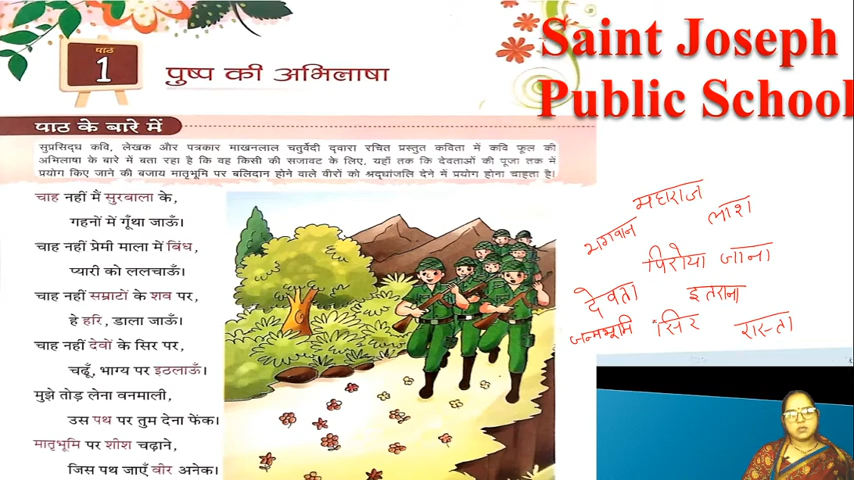 पाठ
1
पुष्प की अभिलाषा
Saint Joseph
Public School
पाठ के बारे में
सुप्रसिद्ध कवि, लेखक और पत्रकार माखनलाल चतुर्वेदी द्वारा रचित प्रस्तुत कविता में कवि फूल की
अभिलाषा के बारे में बता रहा है कि वह किसी की सजावट के लिए, यहाँ तक कि देवताओं की पूजा तक में
प्रयोग किए जाने की बजाय मातृभूमि पर बलिदान होने वाले वीरों को श्रद्धांजलि देने में प्रयोग होना चाहता है।
चाह नहीं मैं सुरबाला के,
गहनों में गूँथा जाऊँ।
चाह नहीं प्रेमी माला में बिंध,
प्यारी को ललचाऊँ।
चाह नहीं सम्राटों के शव पर,
हे हरि, डाला जाऊँ।
चाह नहीं देवों के सिर पर,
चढ़ूँ, भाग्य पर इठलाऊँ।
मुझे तोड़ लेना वनमाली,
उस पथ पर तुम देना फेंक।
मातृभूमि पर शीश चढ़ाने,
जिस पथ जाएँ वीर अनेक।
महाराज
भगवान लाश
पिरोया जाना
देवता इतराना
जन्मभूमि सिर रास्ता